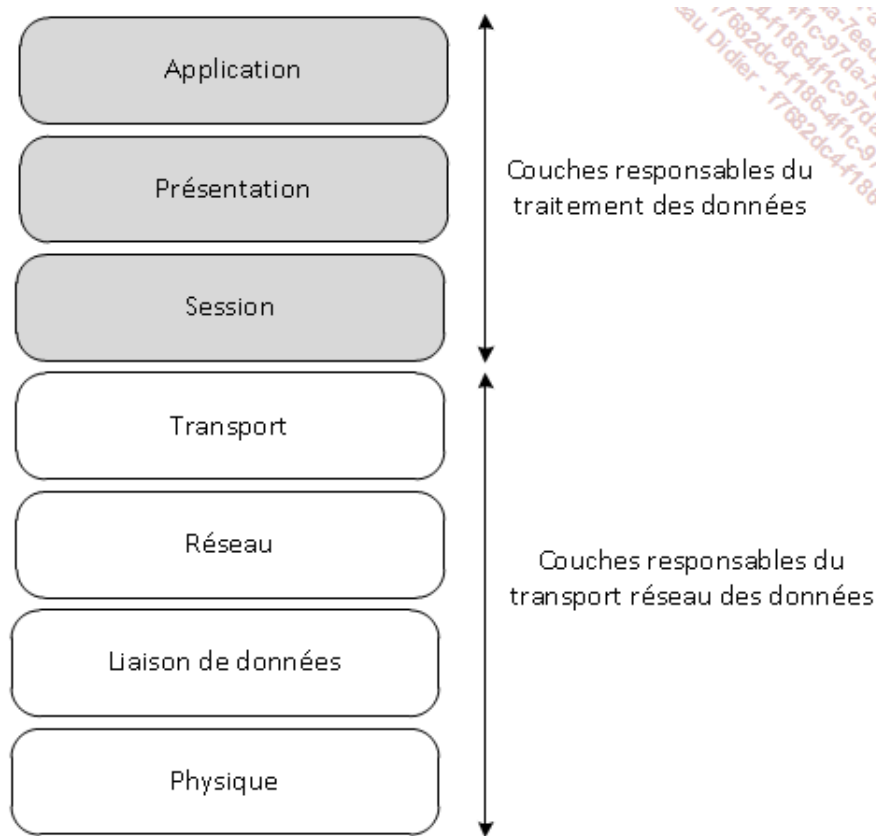 Application
Présentation
Couches responsables du
traitement des données
Session
Transport
Réseau
Couches responsables du
transport réseau des données
Liaison de données
Physique